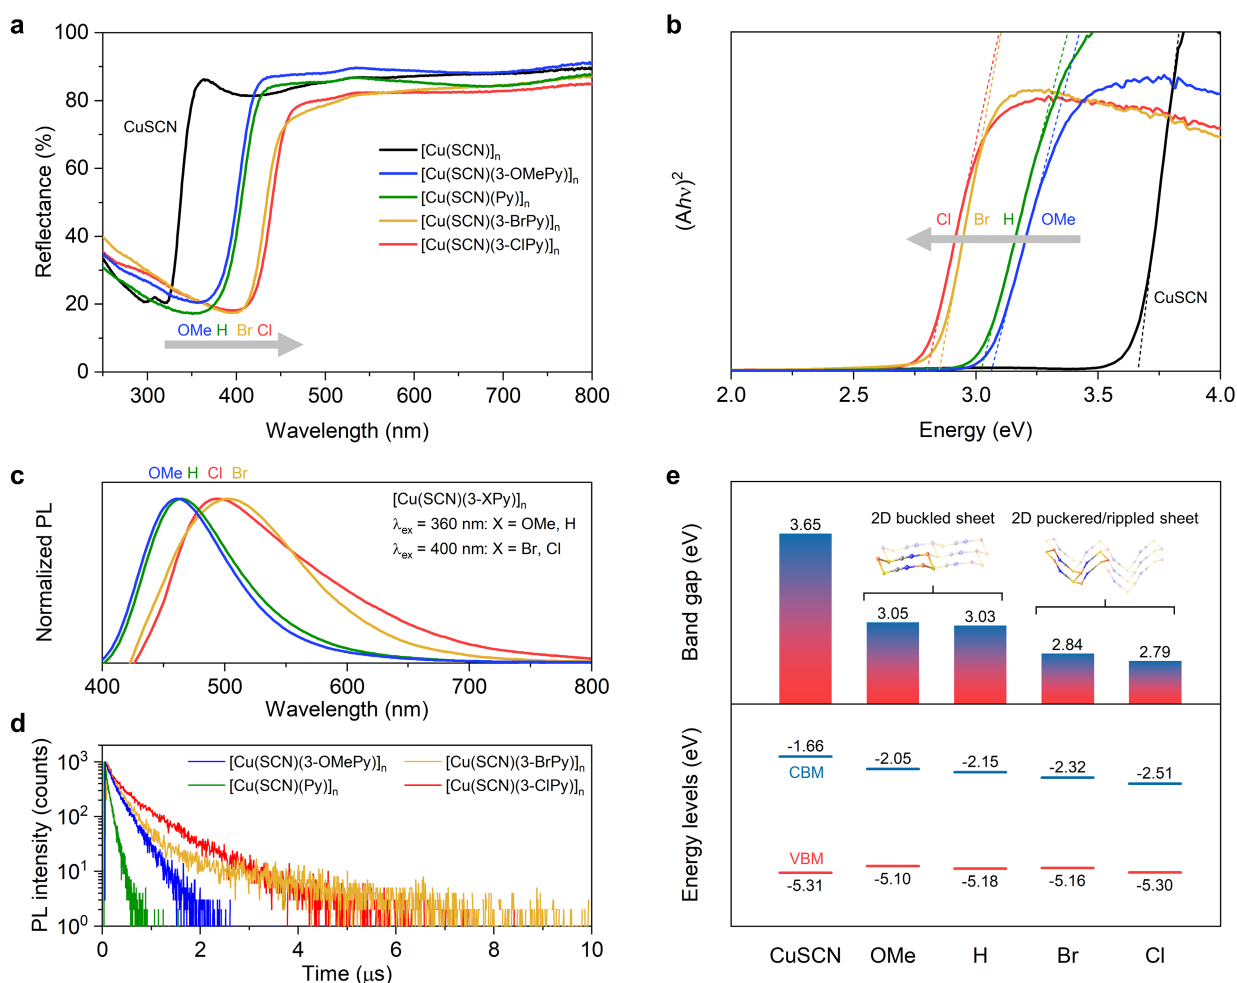 a
100
80
60
40
20
0
Reflectance (%)
CuSCN
[Cu(SCN)]n
[Cu(SCN)(3-OMePy)]n
[Cu(SCN)(Py)]n
[Cu(SCN)(3-BrPy)]n
[Cu(SCN)(3-ClPy)]n
OMe H Br Cl
300 400 500 600 700 800
Wavelength (nm)
b
(Ahν)2
Cl Br H OMe
CuSCN
2.0 2.5 3.0 3.5 4.0
Energy (eV)
c
OMe H Cl Br
Normalized PL
[Cu(SCN)(3-XPy)]n
λex = 360 nm: X = OMe, H
λex = 400 nm: X = Br, Cl
400 500 600 700 800
Wavelength (nm)
d
PL intensity (counts)
103
102
101
100
[Cu(SCN)(3-OMePy)]n [Cu(SCN)(3-BrPy)]n
[Cu(SCN)(Py)]n [Cu(SCN)(3-ClPy)]n
0 2 4 6 8 10
Time (μs)
e
Band gap (eV)
3.65
2D buckled sheet 2D puckered/rippled sheet
3.05 3.03 2.84 2.79
Energy levels (eV)
-1.66 -2.05 -2.15 -2.32 -2.51
CBM
VBM
-5.31 -5.10 -5.18 -5.16 -5.30
CuSCN OMe H Br Cl